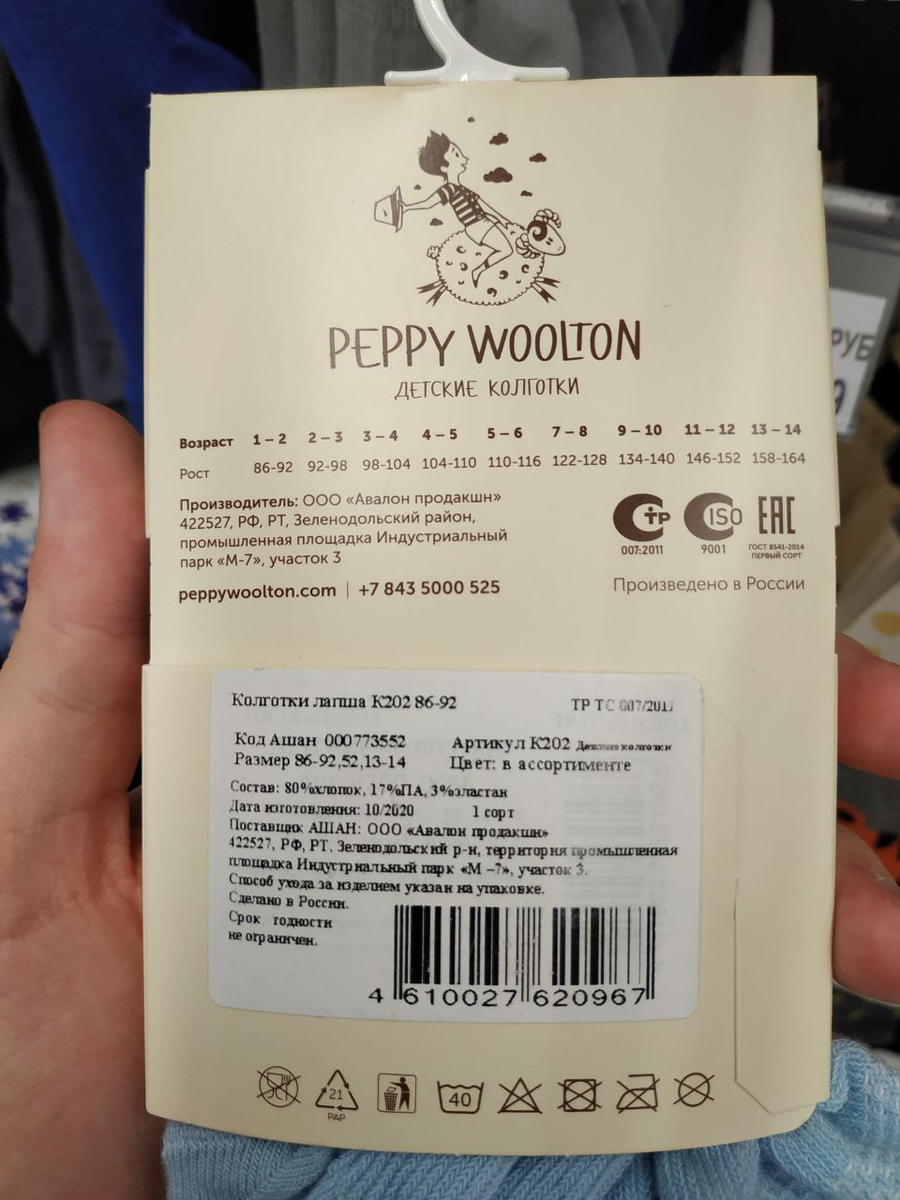 PEPPY WOOLTON
ДЕТСКИЕ КОЛГОТКИ
Возраст 1 – 2 2 – 3 3 – 4 4 – 5 5 – 6 7 – 8 9 – 10 11 – 12 13 – 14
Рост 86-92 92-98 98-104 104-110 110-116 122-128 134-140 146-152 158-164
Производитель: ООО «Авалон продакшн»
422527, РФ, РТ, Зеленодольский район,
промышленная площадка Индустриальный
парк «М-7», участок 3
peppywoolton.com | +7 843 5000 525
СТР ISO EAC
007:2011 9001 ГОСТ 8541-2014
ПЕРВЫЙ СОРТ
Произведено в России
Колготки лапша К202 86-92 ТР ТС 007/2011
Код Ашан 000773552 Артикул К202 Детские колготки
Размер 86-92,52,13-14 Цвет: в ассортименте
Состав: 80%хлопок, 17%ПА, 3%эластан
Дата изготовления: 10/2020 1 сорт
Поставщик АШАН: ООО «Авалон продакшн»
422527, РФ, РТ, Зеленодольский р-н, территория промышленная
площадка Индустриальный парк «М –7», участок 3.
Способ ухода за изделием указан на упаковке.
Сделано в России.
Срок годности
не ограничен.
4 610027 620967
21
PAP
40
РУБ
9